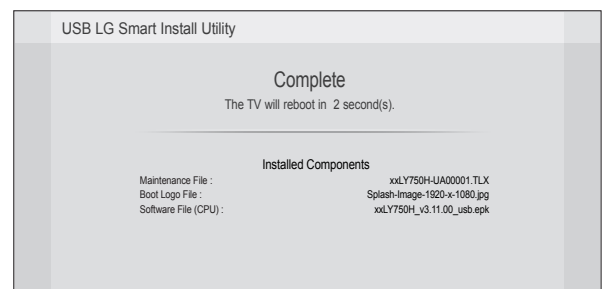 USB LG Smart Install Utility
Complete
The TV will reboot in 2 second(s).
Installed Components
Maintenance File : xxLY750H-UA00001.TLX
Boot Logo File : Splash-Image-1920-x-1080.jpg
Software File (CPU) : xxLY750H_v3.11.00_usb.epk